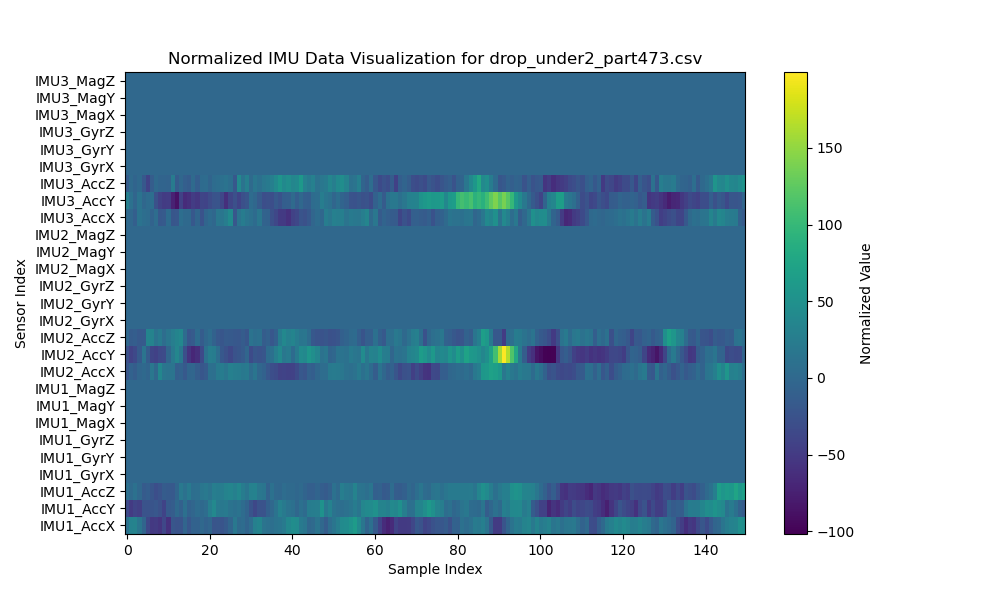 Normalized IMU Data Visualization for drop_under2_part473.csv
IMU3_MagZ
IMU3_MagY
IMU3_MagX
IMU3_GyrZ
IMU3_GyrY
IMU3_GyrX
IMU3_AccZ
IMU3_AccY
IMU3_AccX
IMU2_MagZ
IMU2_MagY
IMU2_MagX
IMU2_GyrZ
IMU2_GyrY
IMU2_GyrX
IMU2_AccZ
IMU2_AccY
IMU2_AccX
IMU1_MagZ
IMU1_MagY
IMU1_MagX
IMU1_GyrZ
IMU1_GyrY
IMU1_GyrX
IMU1_AccZ
IMU1_AccY
IMU1_AccX
Sensor Index
0 20 40 60 80 100 120 140
Sample Index
150
100
50
0
−50
−100
Normalized Value